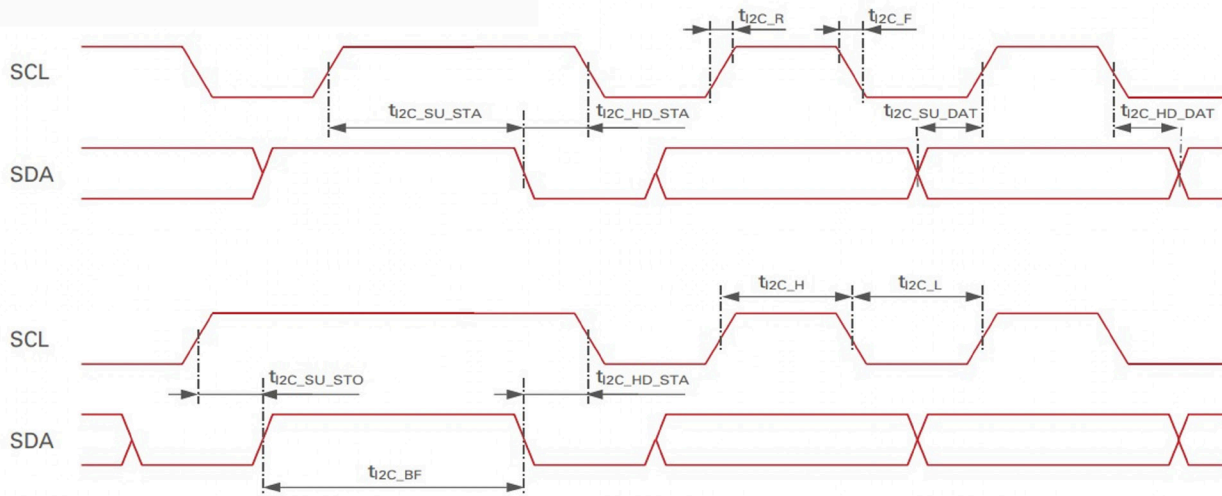 tI2C_R tI2C_F
SCL
tI2C_SU_STA tI2C_HD_STA tI2C_SU_DAT tI2C_HD_DAT
SDA
tI2C_H tI2C_L
SCL
tI2C_SU_STO tI2C_HD_STA
SDA
tI2C_BF